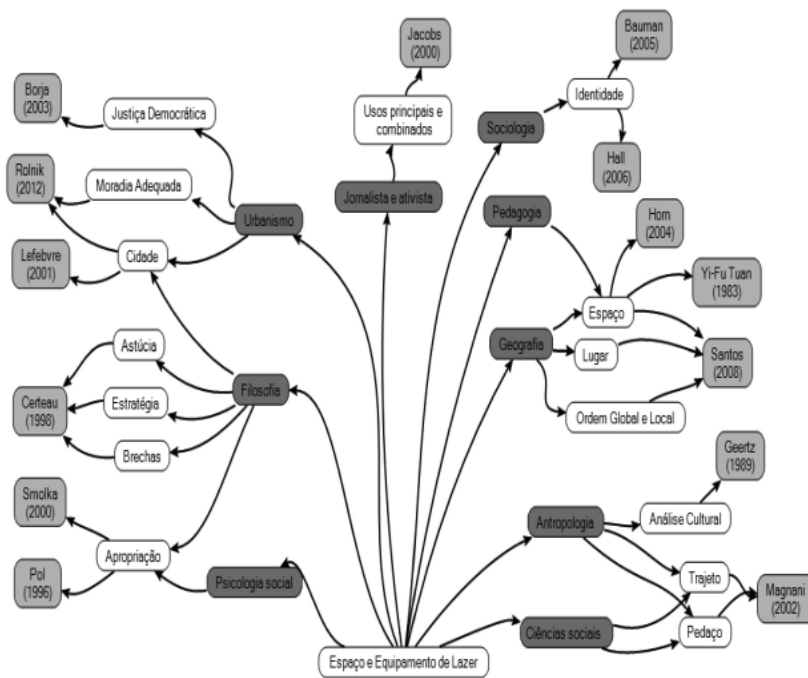 Jacobs
(2000)
Bauman
(2005)
Borja
(2003)
Justiça Democrática
Usos principais e
combinados
Identidade
Sociologia
Hall
(2006)
Rolnik
(2012)
Moradia Adequada
Jornalista e ativista
Pedagogia
Horn
(2004)
Urbanismo
Lefebvre
(2001)
Cidade
Yi-Fu Tuan
(1983)
Espaço
Astúcia
Geografia
Lugar
Santos
(2008)
Filosofia
Certeau
(1998)
Estratégia
Ordem Global e Local
Brechas
Geertz
(1989)
Smolka
(2000)
Antropologia
Análise Cultural
Apropriação
Pol
(1996)
Psicologia social
Trajeto
Magnani
(2002)
Ciências sociais
Pedaço
Espaço e Equipamento de Lazer